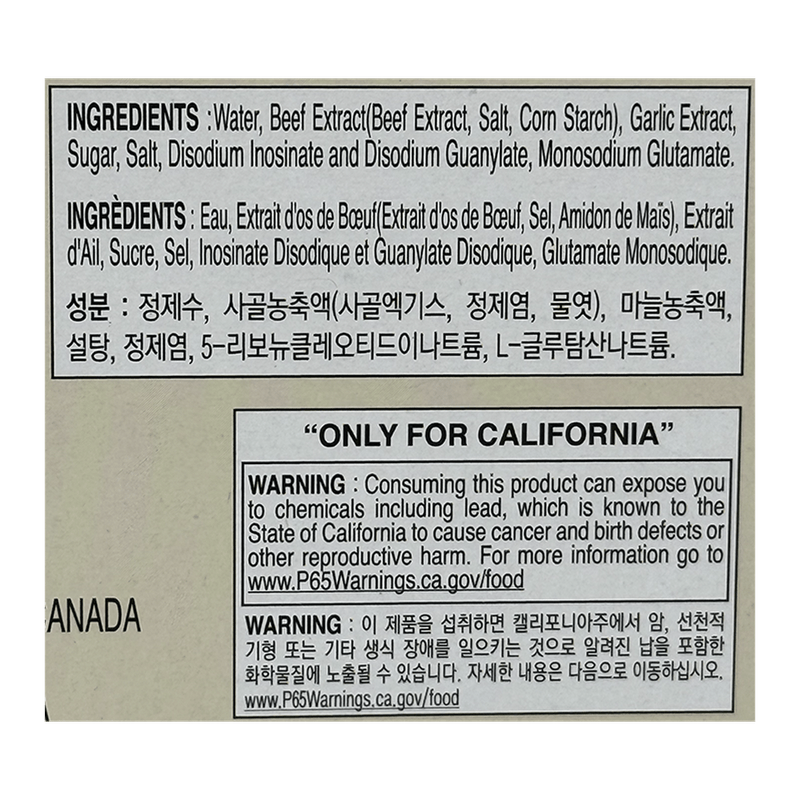 INGREDIENTS : Water, Beef Extract(Beef Extract, Salt, Corn Starch), Garlic Extract,
Sugar, Salt, Disodium Inosinate and Disodium Guanylate, Monosodium Glutamate.
INGRÈDIENTS : Eau, Extrait d'os de Bœuf(Extrait d'os de Bœuf, Sel, Amidon de Maïs), Extrait
d'Ail, Sucre, Sel, Inosinate Disodique et Guanylate Disodique, Glutamate Monosodique.
성분 : 정제수, 사골농축액(사골엑기스, 정제염, 물엿), 마늘농축액,
설탕, 정제염, 5-리보뉴클레오티드이나트륨, L-글루탐산나트륨.
“ONLY FOR CALIFORNIA”
WARNING : Consuming this product can expose you
to chemicals including lead, which is known to the
State of California to cause cancer and birth defects or
other reproductive harm. For more information go to
www.P65Warnings.ca.gov/food
ANADA
WARNING : 이 제품을 섭취하면 캘리포니아주에서 암, 선천적
기형 또는 기타 생식 장애를 일으키는 것으로 알려진 납을 포함한
화학물질에 노출될 수 있습니다. 자세한 내용은 다음으로 이동하십시오.
www.P65Warnings.ca.gov/food